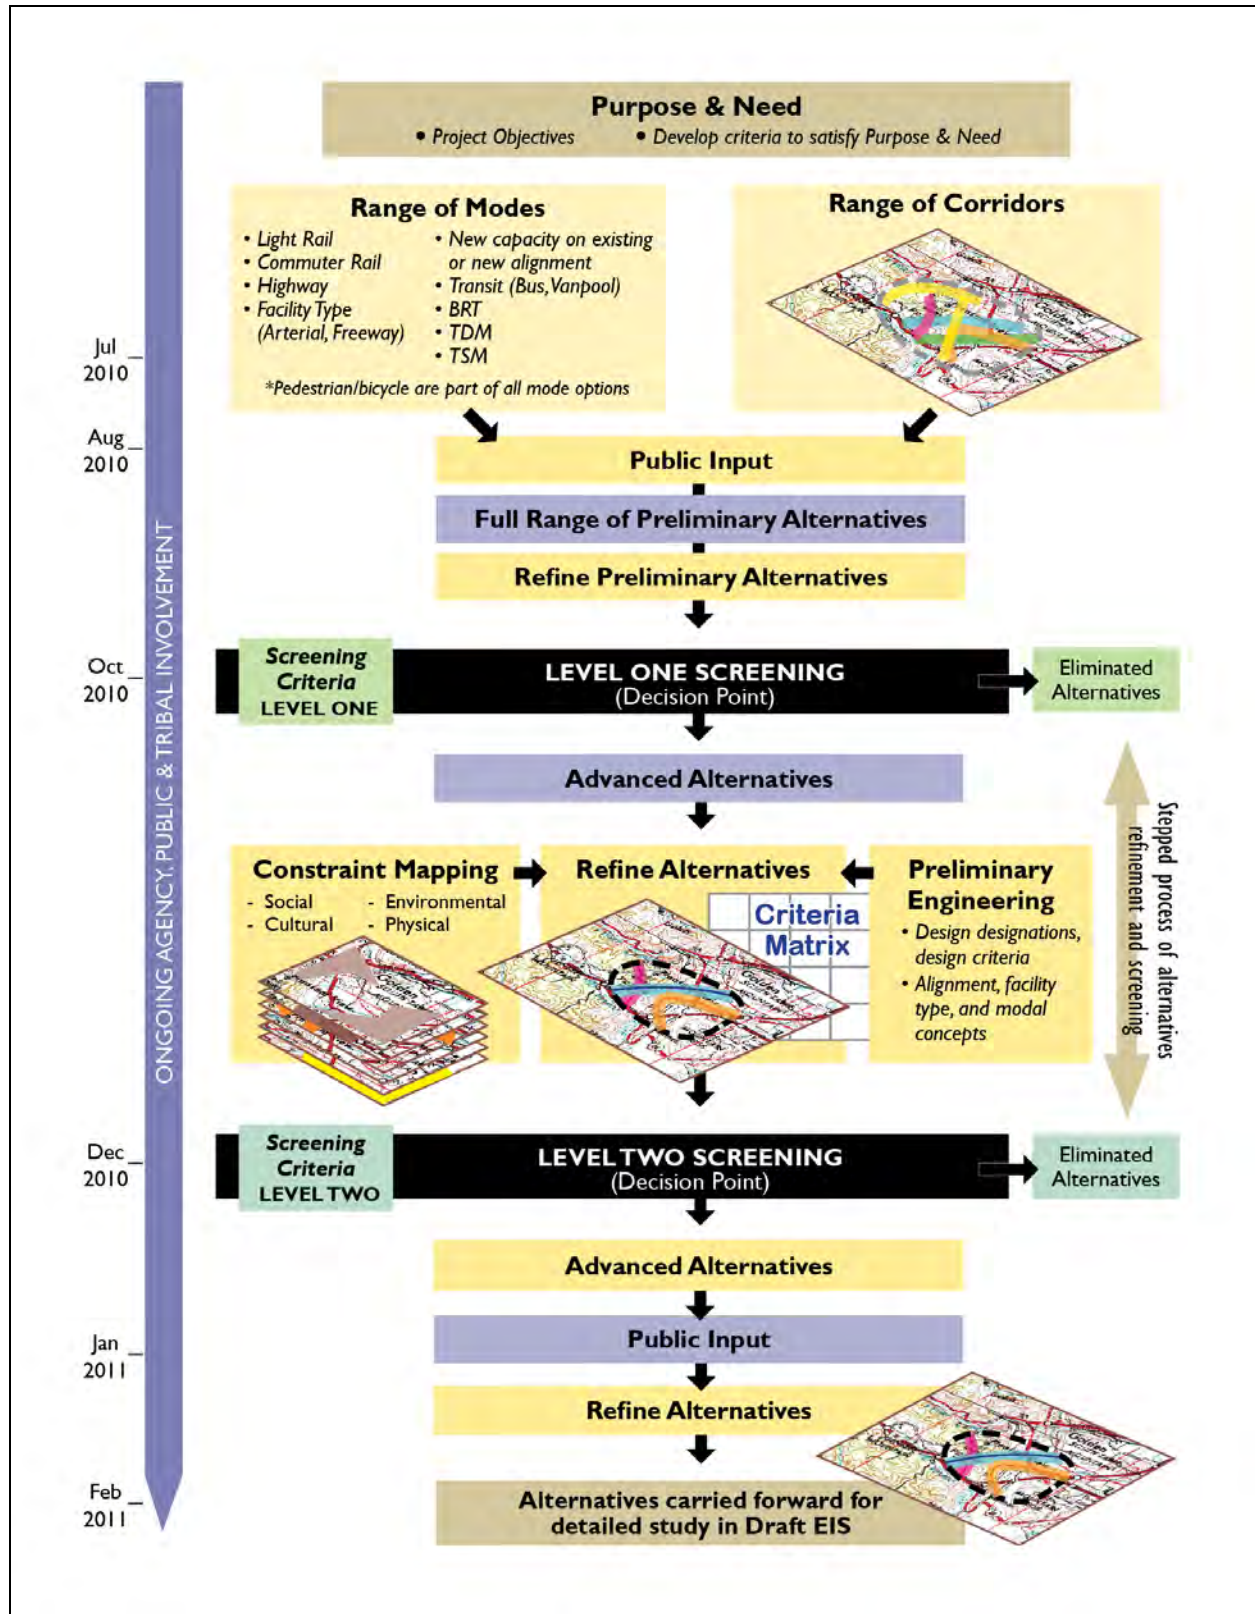 Purpose & Need
• Project Objectives • Develop criteria to satisfy Purpose & Need
Range of Modes
• Light Rail
• Commuter Rail
• Highway
• Facility Type
(Arterial, Freeway)
• New capacity on existing
or new alignment
• Transit (Bus, Vanpool)
• BRT
• TDM
• TSM
*Pedestrian/bicycle are part of all mode options
Range of Corridors
Golden
Jul
2010
Aug
2010
Public Input
Full Range of Preliminary Alternatives
Refine Preliminary Alternatives
ONGOING AGENCY, PUBLIC & TRIBAL INVOLVEMENT
Oct
2010
Screening
Criteria
LEVEL ONE
LEVEL ONE SCREENING
(Decision Point)
Eliminated
Alternatives
Advanced Alternatives
Stepped process of alternatives
refinement and screening
Constraint Mapping
- Social
- Cultural
- Environmental
- Physical
Golden
Refine Alternatives
Criteria
Matrix
Golden
Preliminary
Engineering
• Design designations,
design criteria
• Alignment, facility
type, and modal
concepts
Dec
2010
Screening
Criteria
LEVEL TWO
LEVEL TWO SCREENING
(Decision Point)
Eliminated
Alternatives
Advanced Alternatives
Jan
2011
Public Input
Refine Alternatives
Golden
Feb
2011
Alternatives carried forward for
detailed study in Draft EIS